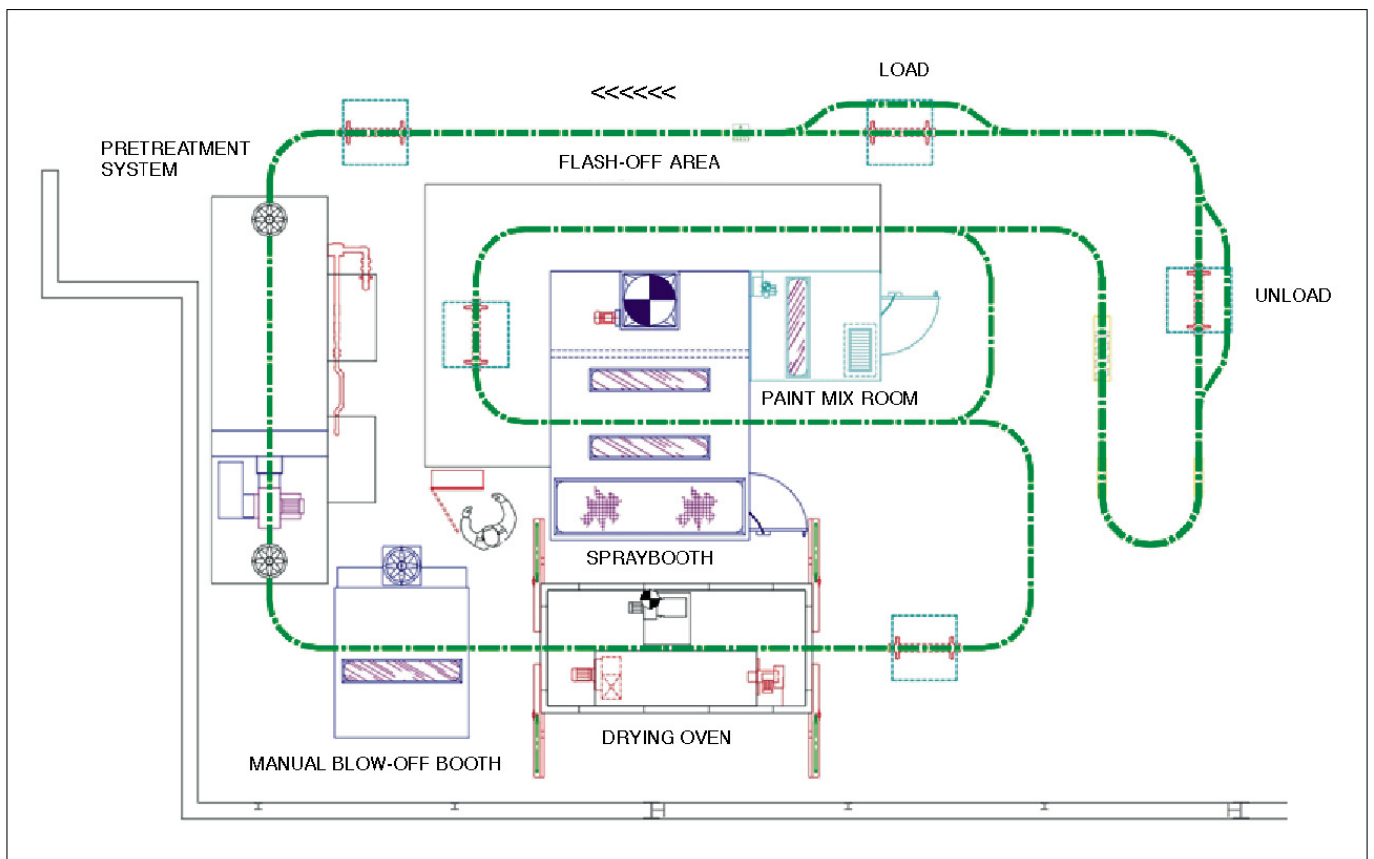 LOAD
<<<<<<
PRETREATMENT
SYSTEM
FLASH-OFF AREA
UNLOAD
PAINT MIX ROOM
SPRAYBOOTH
DRYING OVEN
MANUAL BLOW-OFF BOOTH